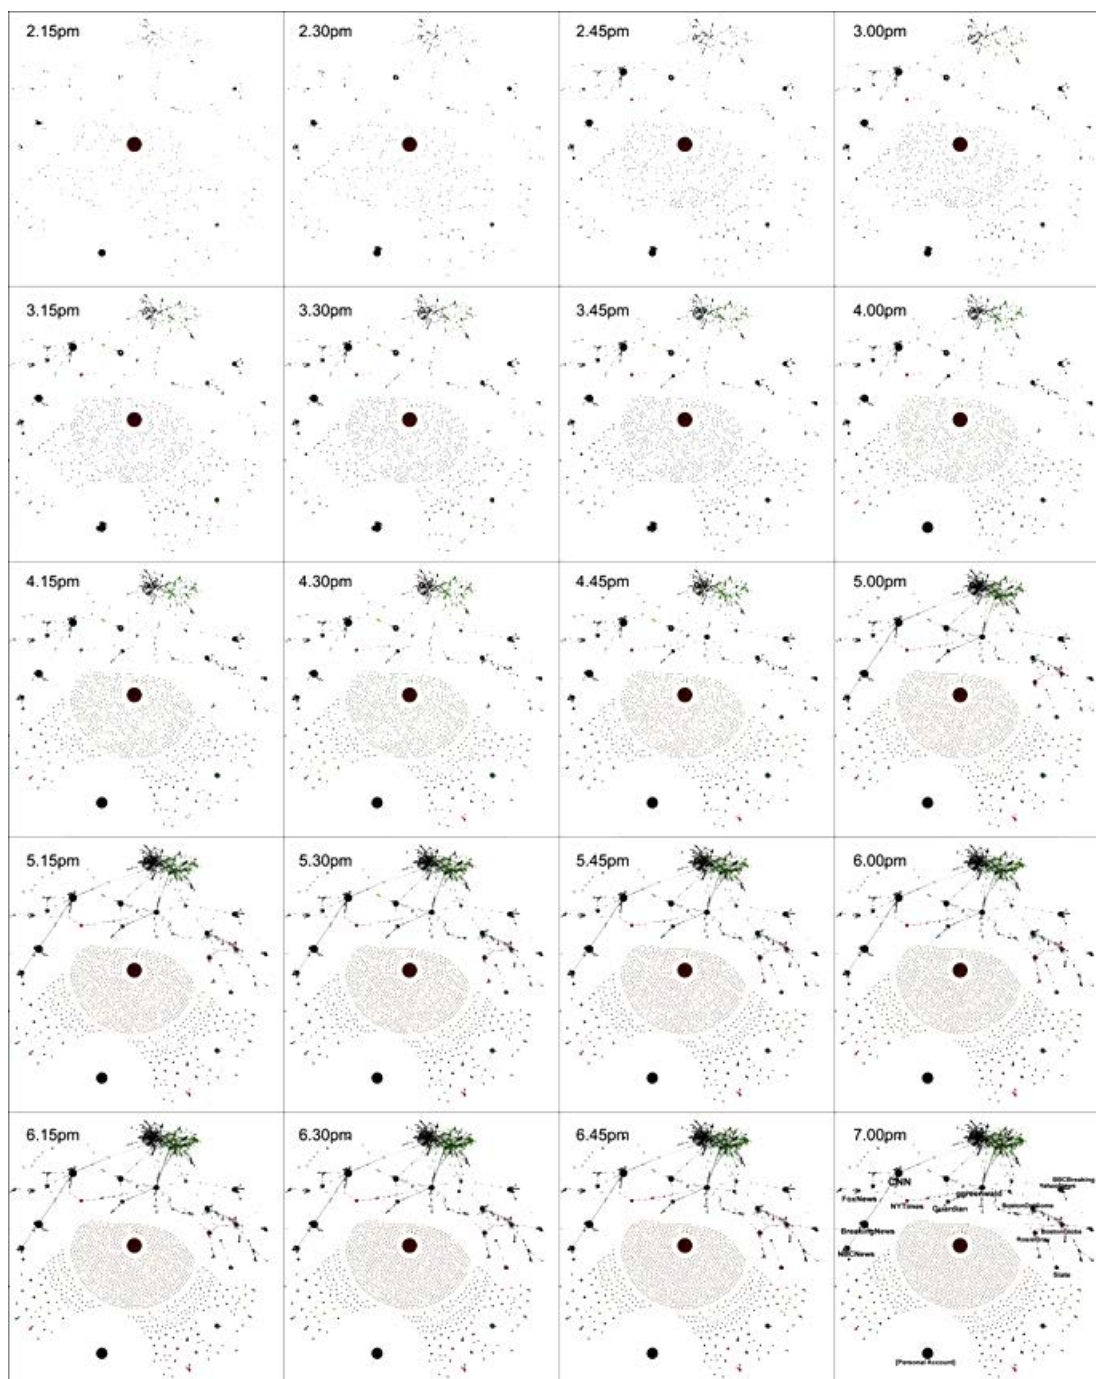 2.15pm 2.30pm 2.45pm 3.00pm
3.15pm 3.30pm 3.45pm 4.00pm
4.15pm 4.30pm 4.45pm 5.00pm
5.15pm 5.30pm 5.45pm 6.00pm
6.15pm 6.30pm 6.45pm 7.00pm
BBCBreaking
CNN
ggreenwald
FoxNews
NYTimes
Guardian
BreakingNews
BostonGlobe
NBCNews
Slate
[Personal Account]